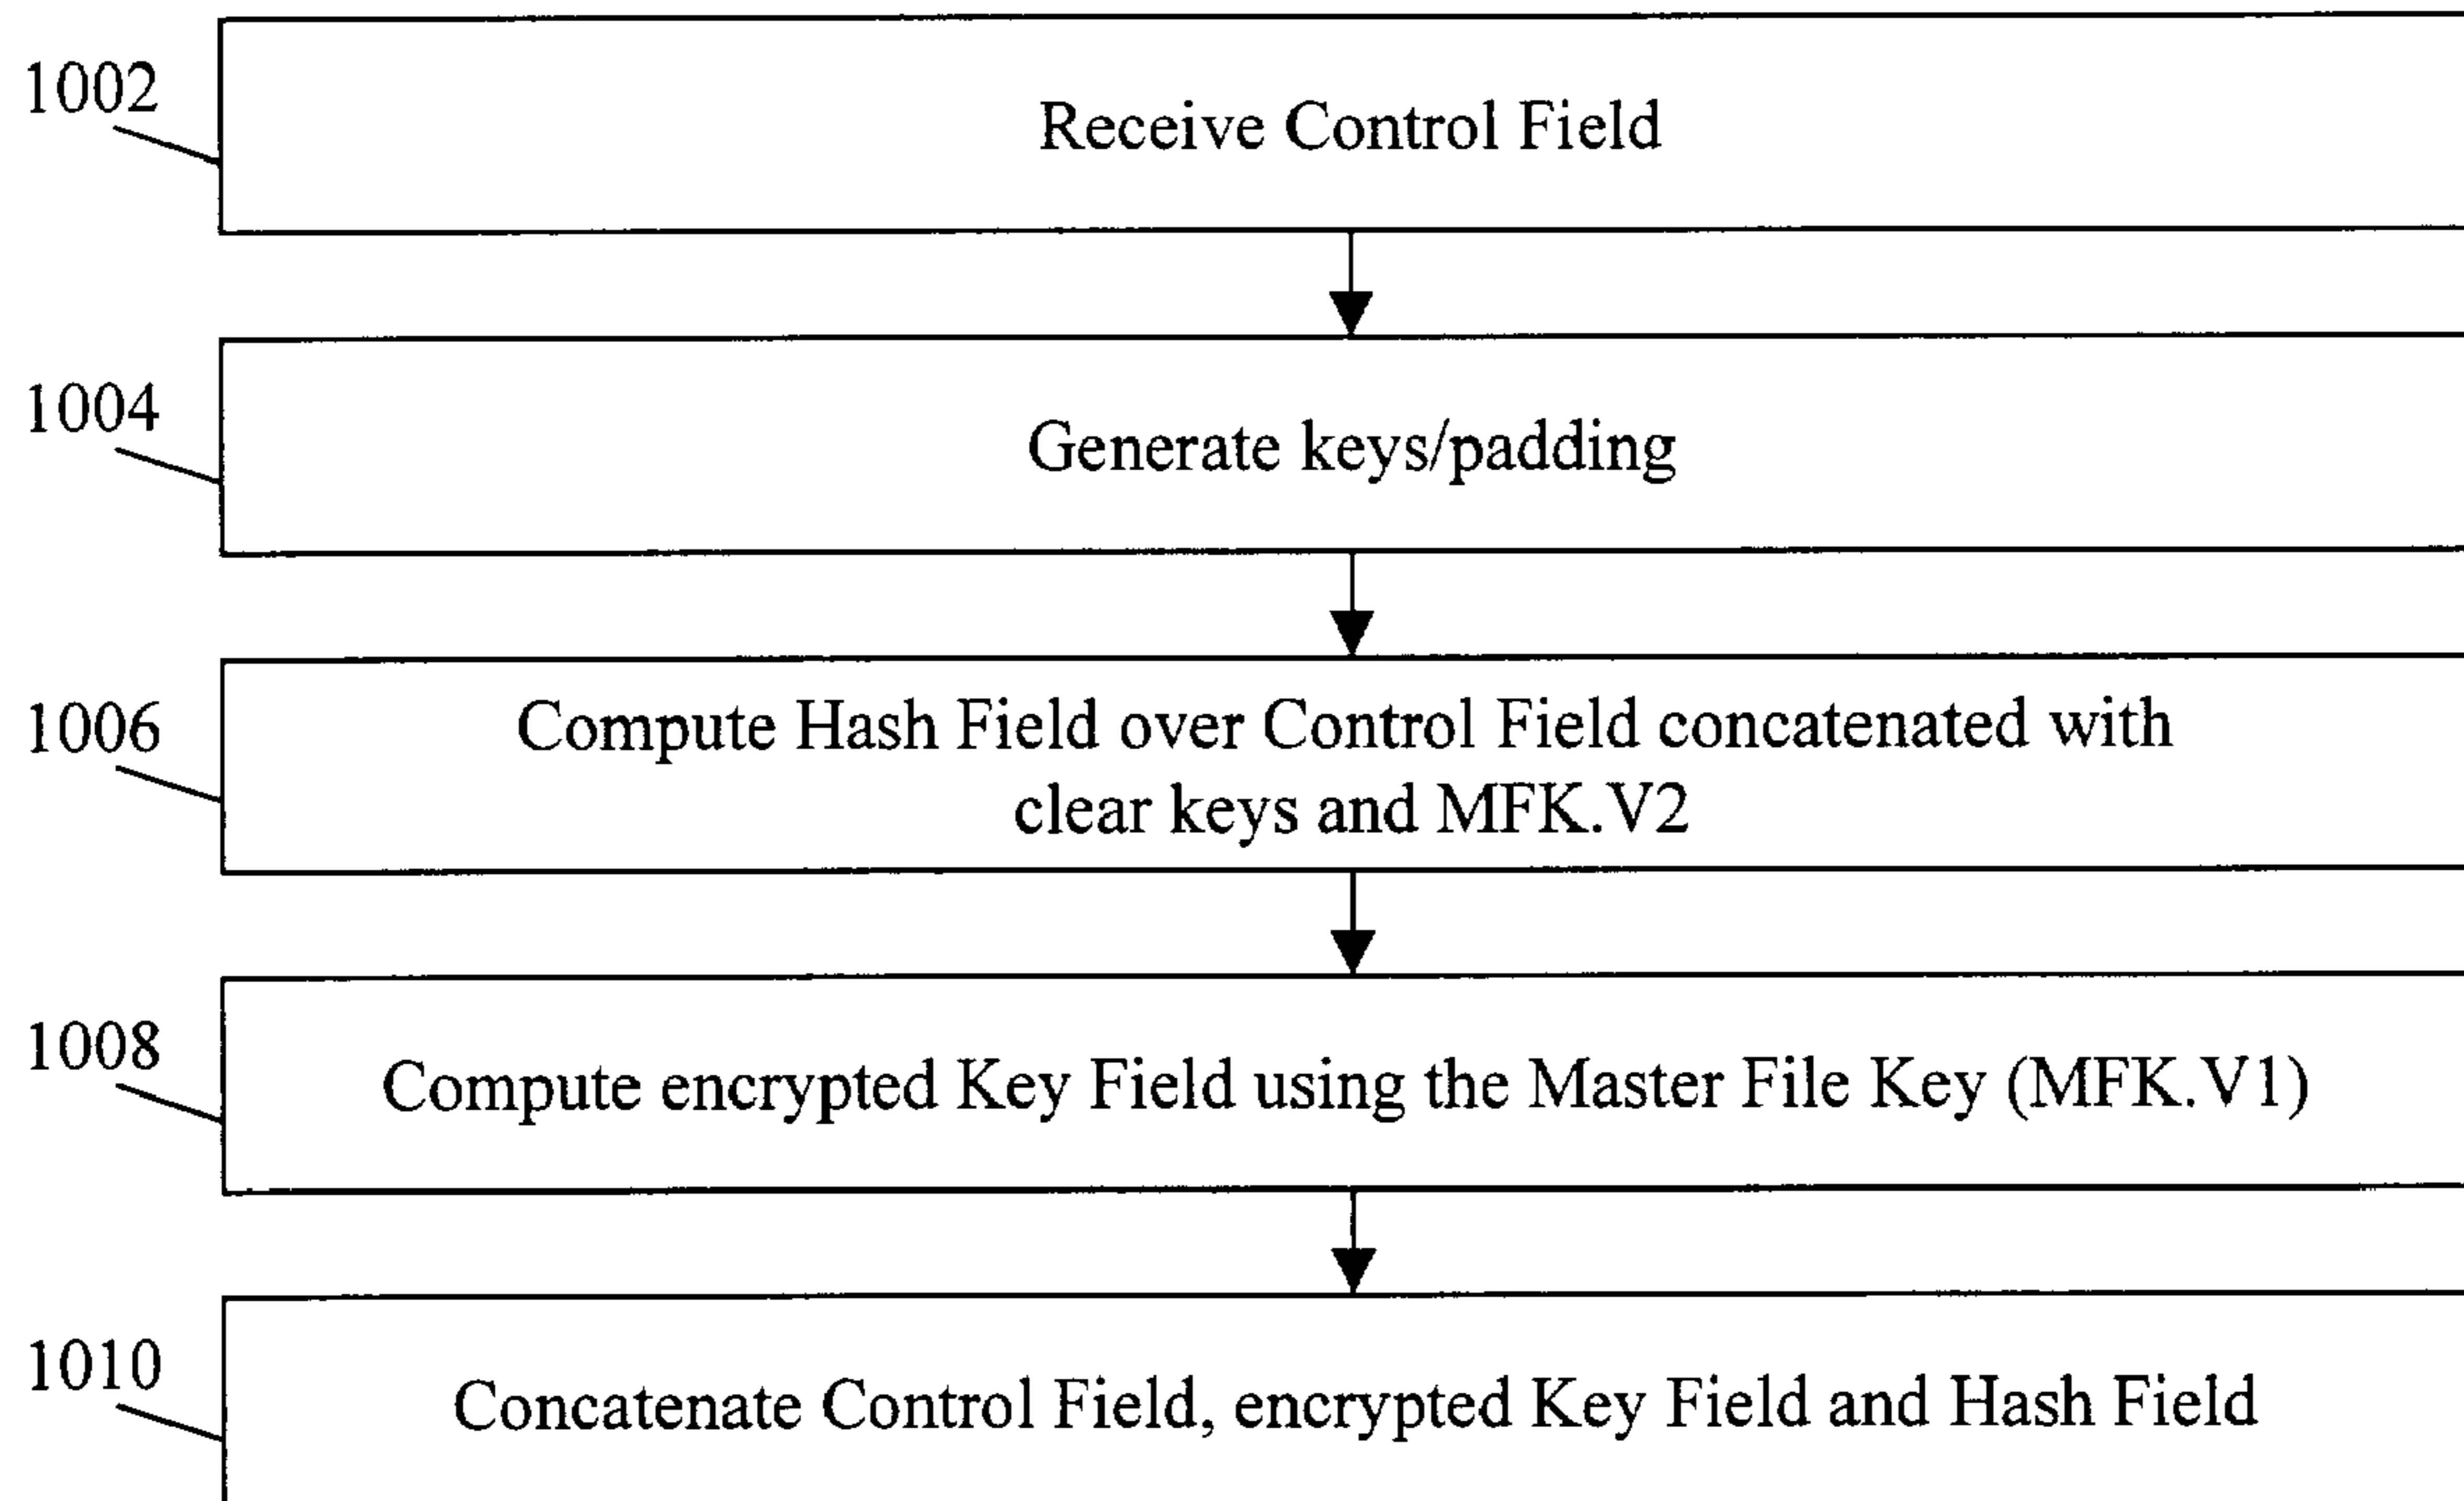 1002
Receive Control Field
1004
Generate keys/padding
1006
Compute Hash Field over Control Field concatenated with
clear keys and MFK.V2
1008
Compute encrypted Key Field using the Master File Key (MFK.V1)
1010
Concatenate Control Field, encrypted Key Field and Hash Field